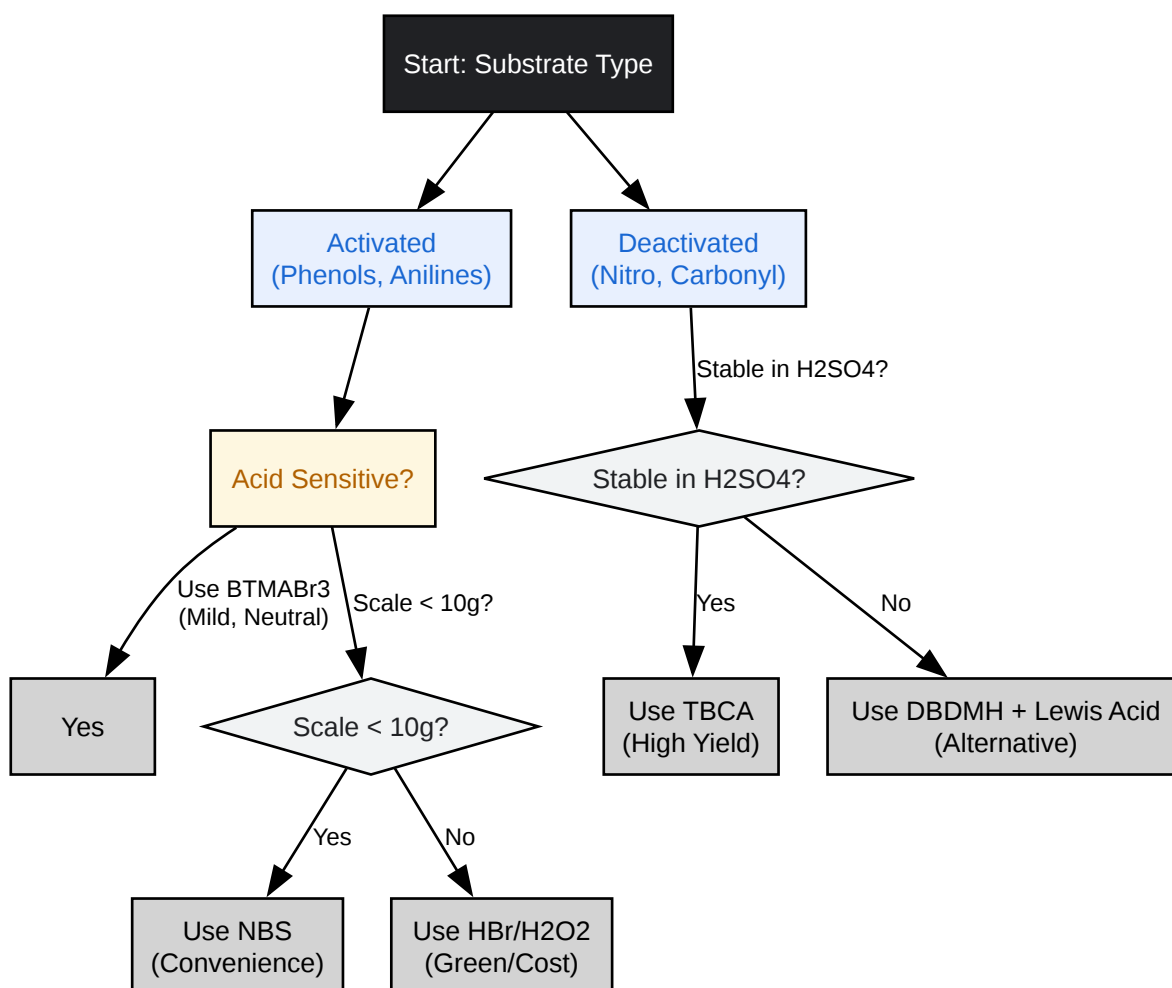 Start: Substrate Type
Activated
(Phenols, Anilines)
Deactivated
(Nitro, Carbonyl)
Stable in H2SO4?
Acid Sensitive?
Stable in H2SO4?
Use BTMABr3
(Mild, Neutral)
Scale < 10g?
Yes
No
Yes
Scale < 10g?
Use TBCA
(High Yield)
Use DBDMH + Lewis Acid
(Alternative)
Yes
No
Use NBS
(Convenience)
Use HBr/H2O2
(Green/Cost)